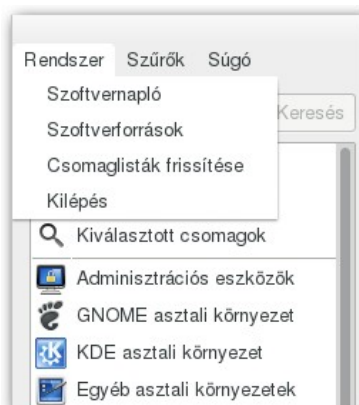 Rendszer Szűrők Súgó
Szoftvernapló
Keresés
Szoftverforrások
Csomaglisták frissítése
Kilépés
Kiválasztott csomagok
Adminisztrációs eszközök
GNOME asztali környezet
KDE asztali környezet
Egyéb asztali környezetek